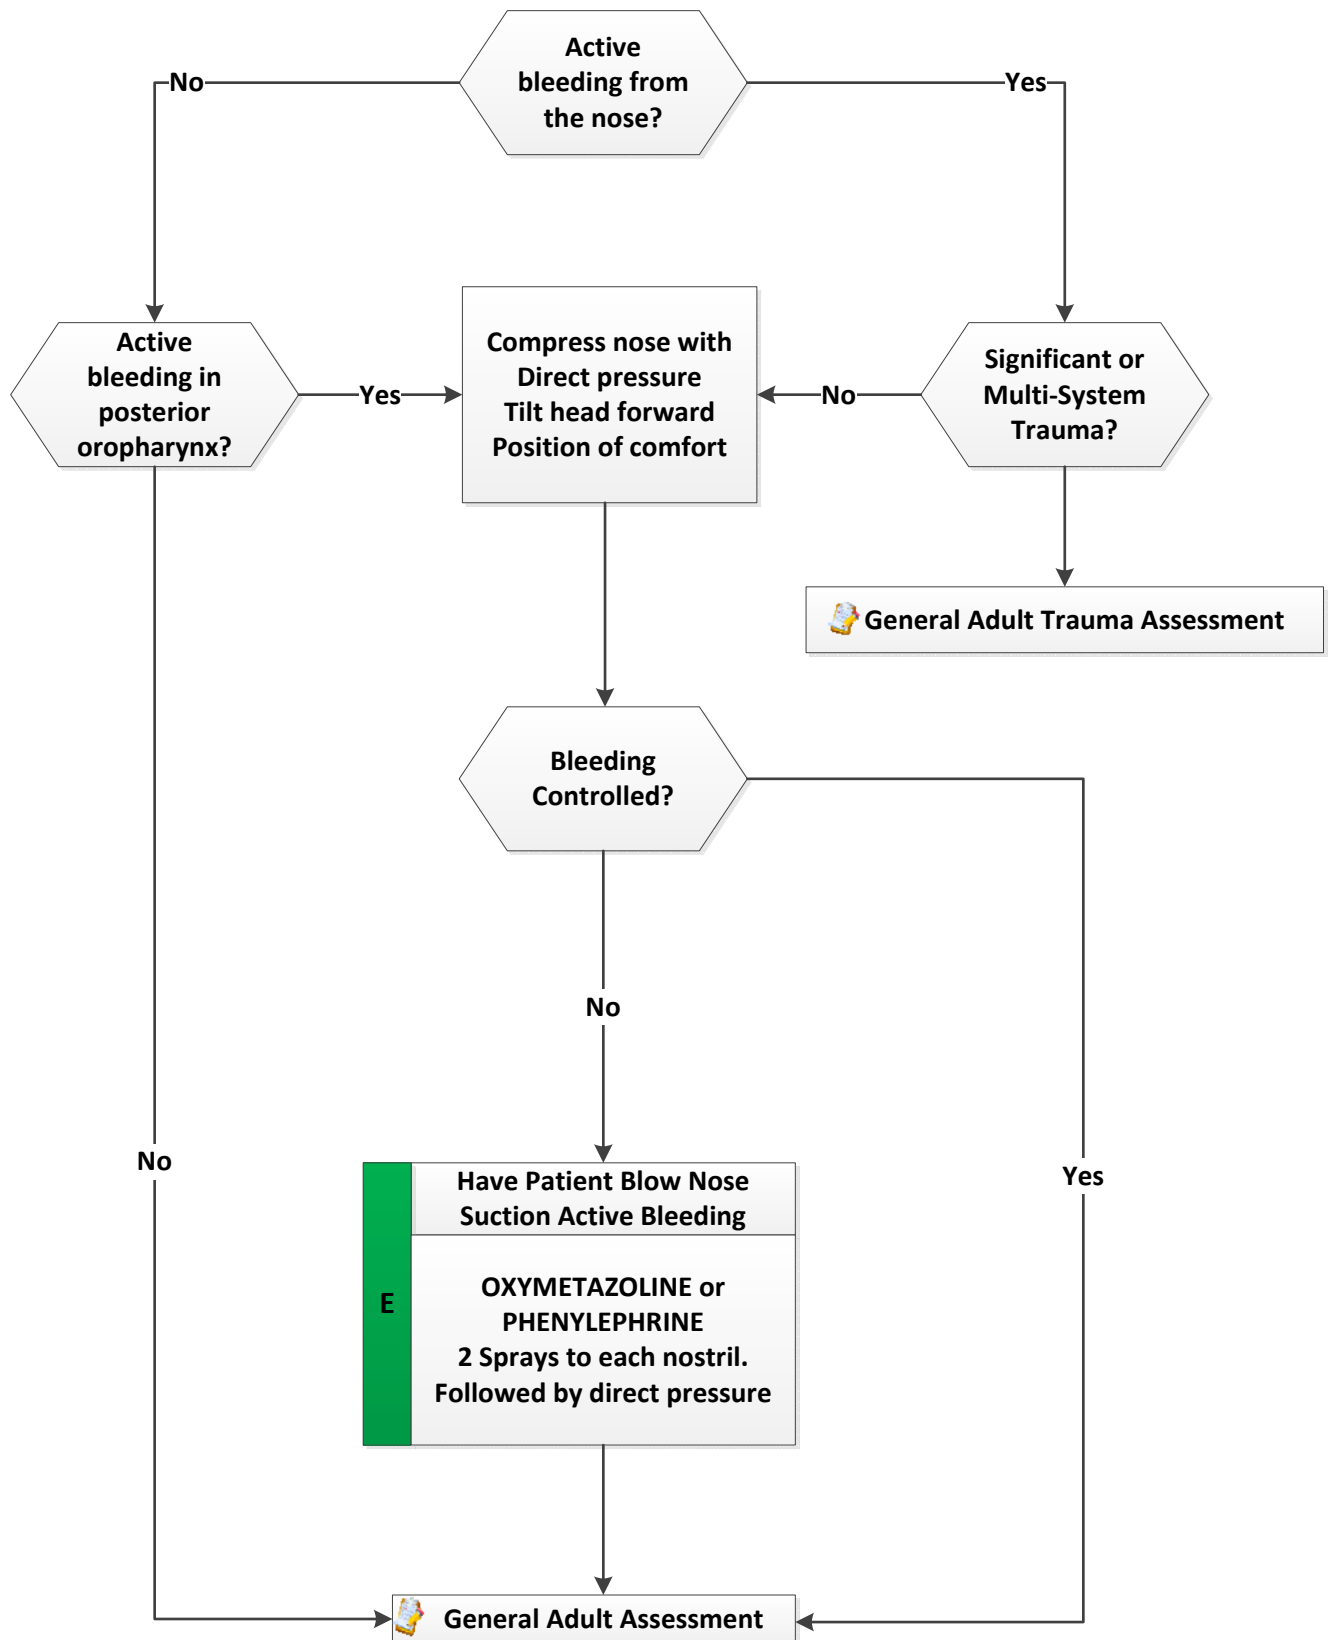 Active
bleeding from
the nose?
No
Yes
Active
bleeding in
posterior
oropharynx?
Yes
Compress nose with
Direct pressure
Tilt head forward
Position of comfort
No
Significant or
Multi-System
Trauma?
General Adult Trauma Assessment
Bleeding
Controlled?
No
No
Yes
Have Patient Blow Nose
Suction Active Bleeding
E
OXYMETAZOLINE or
PHENYLEPHRINE
2 Sprays to each nostril.
Followed by direct pressure
General Adult Assessment